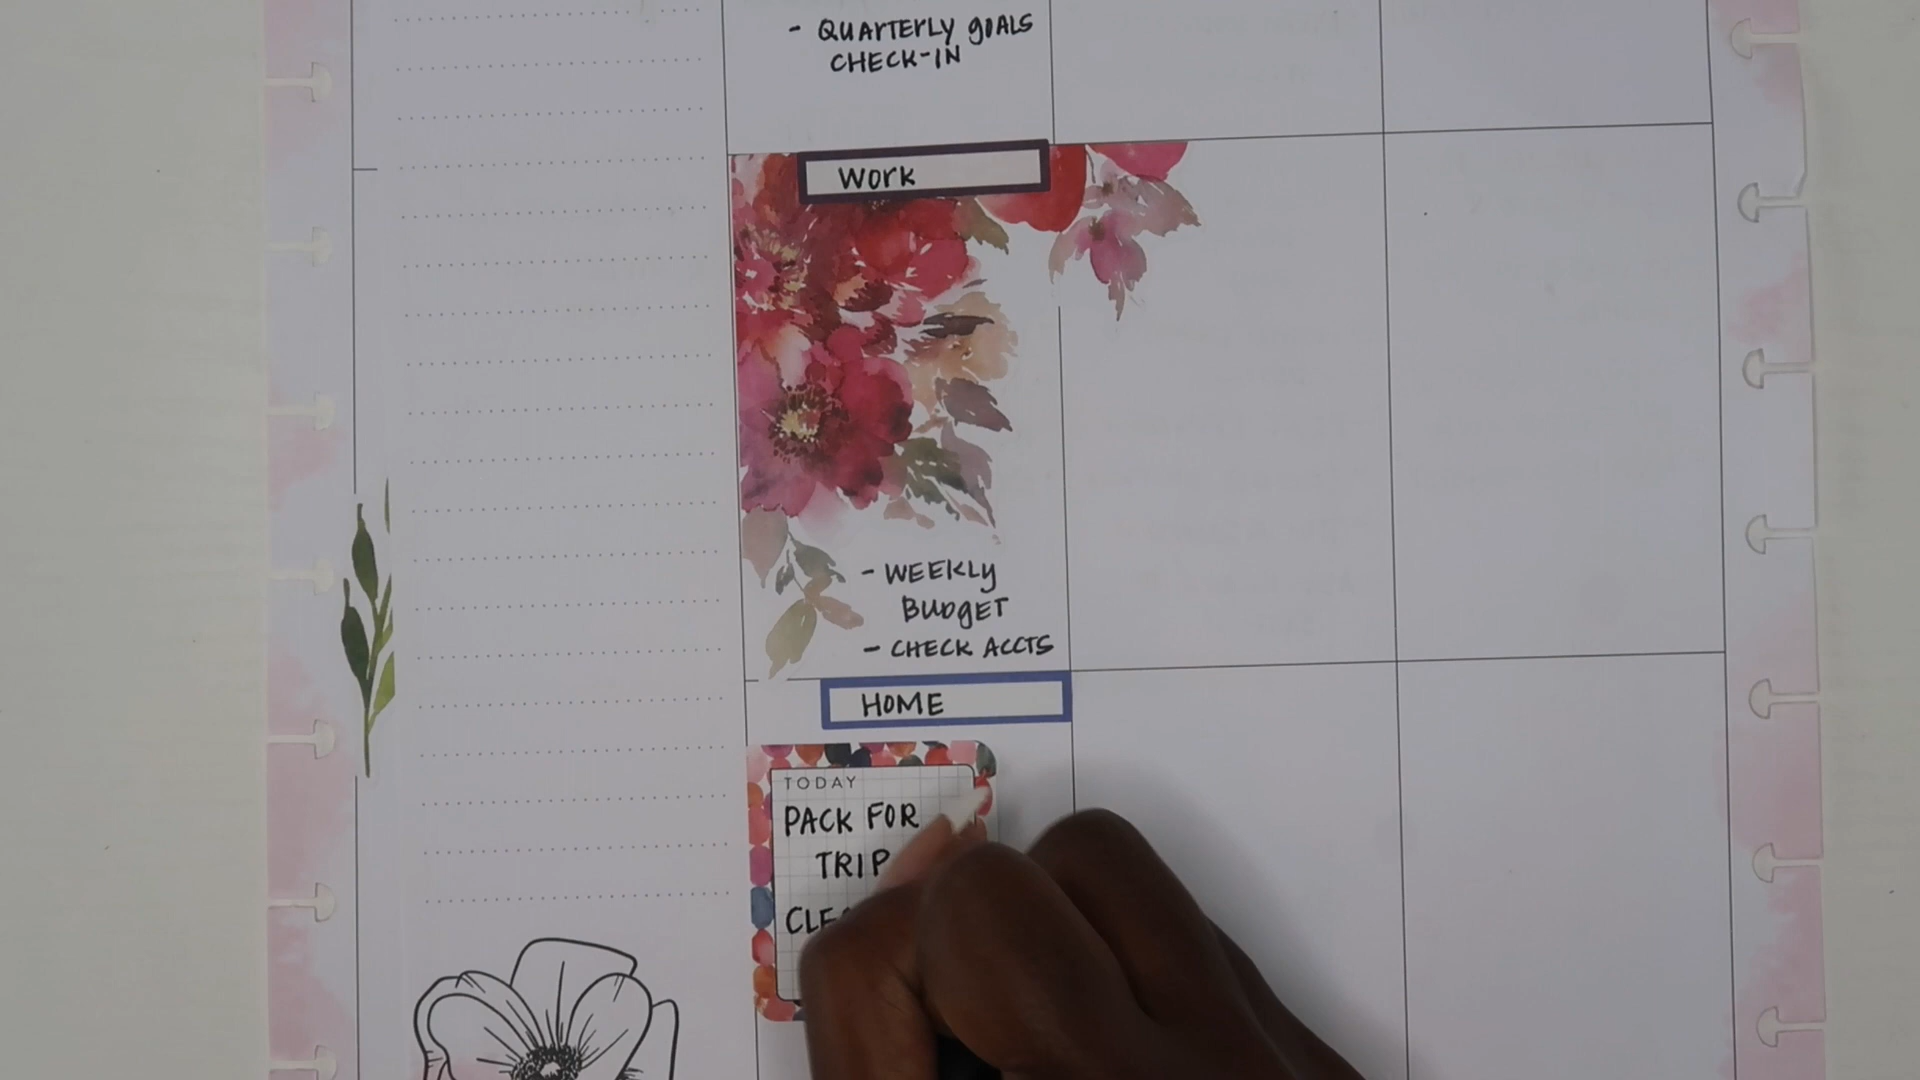 - QUARTERLY gOALS
CHECK-IN
Work
- WEEKLY
BUDgET
- CHECK ACCTS
HOME
TODAY
PACK FOR
TRIP